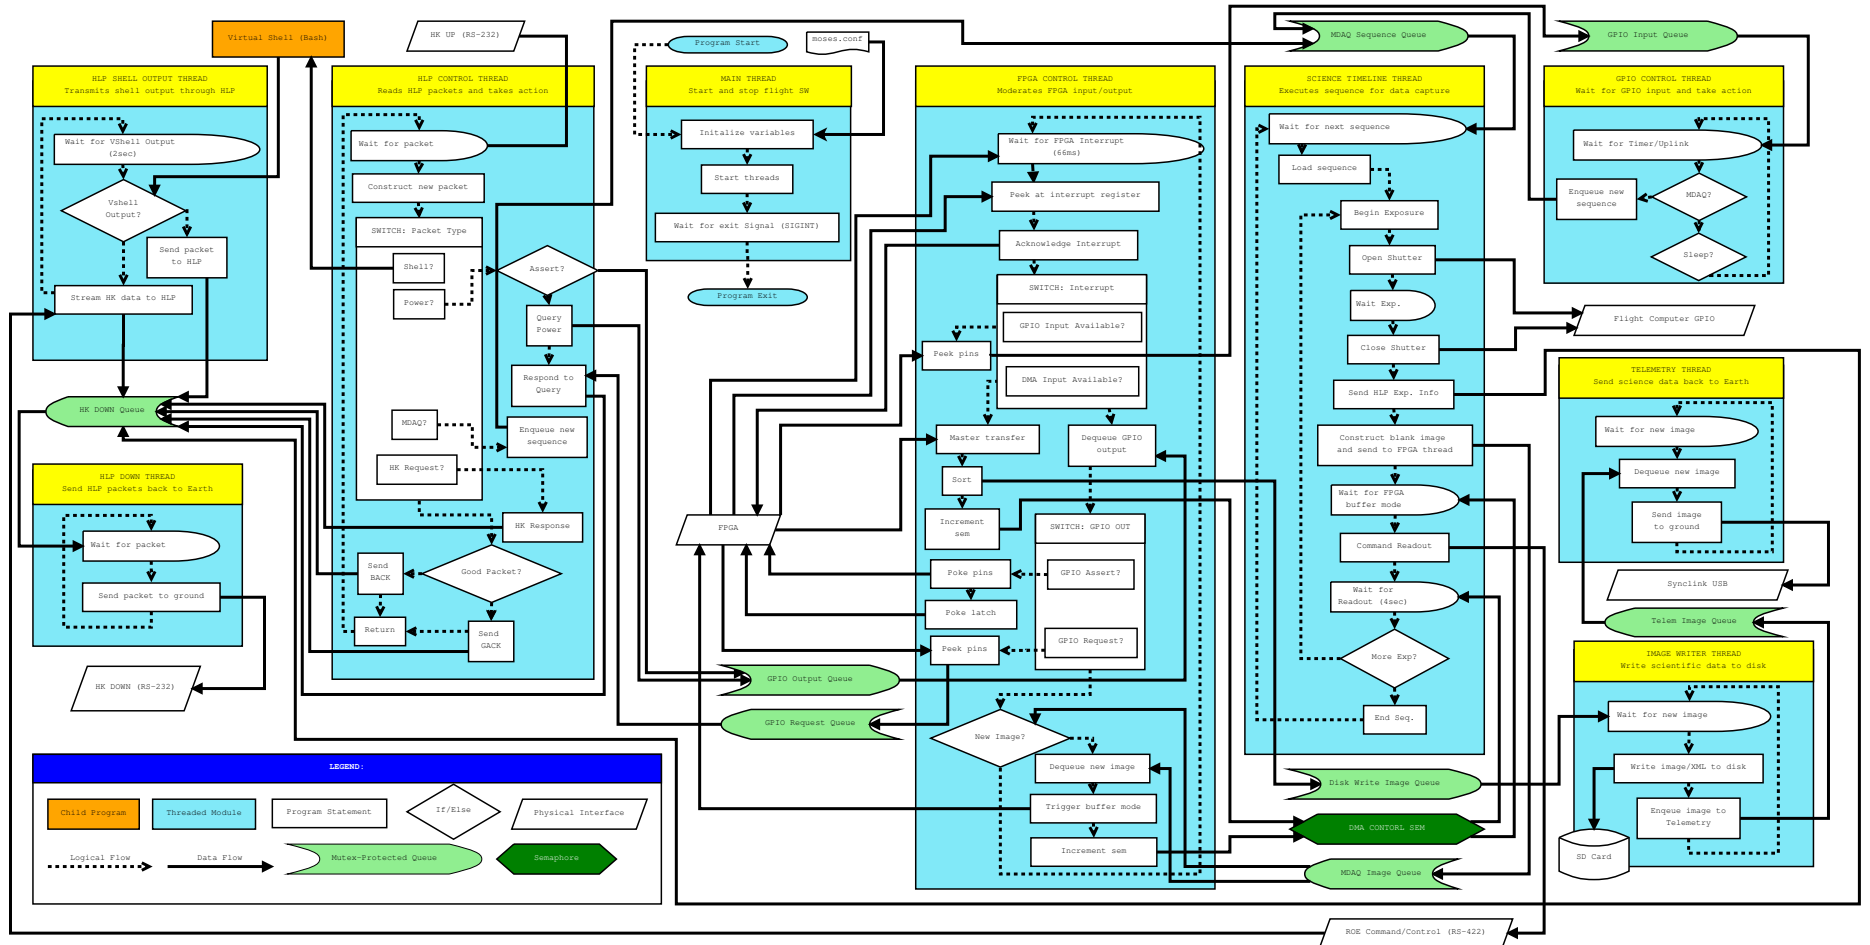 Virtual Shell (Bash)
HK UP (RS-232)
Program Start
moses.conf
MDAQ Sequence Queue
GPIO Input Queue
HLP SHELL OUTPUT THREAD
Transmits shell output through HLP
Wait for VShell Output
(2sec)
Vshell
Output?
Send packet
to HLP
Stream HK data to HLP
HK DOWN Queue
HLP DOWN THREAD
Send HLP packets back to Earth
Wait for packet
Send packet to ground
HK DOWN (RS-232)
HLP CONTROL THREAD
Reads HLP packets and takes action
Wait for packet
Construct new packet
SWITCH: Packet Type
Shell?
Power?
MDAQ?
HK Request?
Assert?
Query
Power
Respond to
Query
Enqueue new
sequence
HK Response
Good Packet?
Send
BACK
Return
Send
GACK
MAIN THREAD
Start and stop flight SW
Initalize variables
Start threads
Wait for exit Signal (SIGINT)
Program Exit
FPGA
GPIO Output Queue
GPIO Request Queue
FPGA CONTROL THREAD
Moderates FPGA input/output
Wait for FPGA Interrupt
(66ms)
Peek at interrupt register
Acknowledge Interrupt
SWITCH: Interrupt
GPIO Input Available?
Peek pins
DMA Input Available?
Master transfer
Dequeue GPIO
output
Sort
Increment
sem
SWITCH: GPIO OUT
GPIO Assert?
Poke pins
Poke latch
GPIO Request?
Peek pins
New Image?
Dequeue new image
Trigger buffer mode
Increment sem
SCIENCE TIMELINE THREAD
Executes sequence for data capture
Wait for next sequence
Load sequence
Begin Exposure
Open Shutter
Wait Exp.
Close Shutter
Send HLP Exp. Info
Construct blank image
and send to FPGA thread
Wait for FPGA
buffer mode
Command Readout
Wait for
Readout (4sec)
More Exp?
End Seq.
Disk Write Image Queue
DMA CONTORL SEM
MDAQ Image Queue
ROE Command/Control (RS-422)
GPIO CONTROL THREAD
Wait for GPIO input and take action
Wait for Timer/Uplink
Enqueue new
sequence
MDAQ?
Sleep?
Flight Computer GPIO
TELEMETRY THREAD
Send science data back to Earth
Wait for new image
Dequeue new image
Send image
to ground
Synclink USB
Telem Image Queue
IMAGE WRITER THREAD
Write scientific data to disk
Wait for new image
Write image/XML to disk
Enqeue image to
Telemetry
SD Card
LEGEND:
Child Program
Threaded Module
Program Statement
If/Else
Physical Interface
Logical Flow
Data Flow
Mutex-Protected Queue
Semaphore